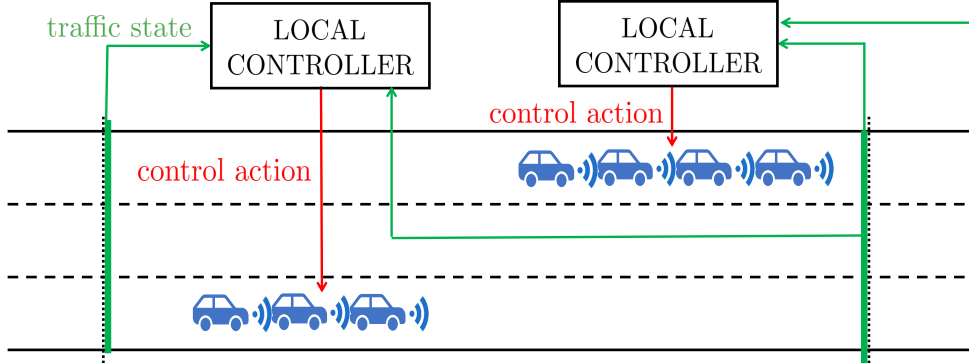 traffic state
LOCAL
CONTROLLER
LOCAL
CONTROLLER
control action
control action